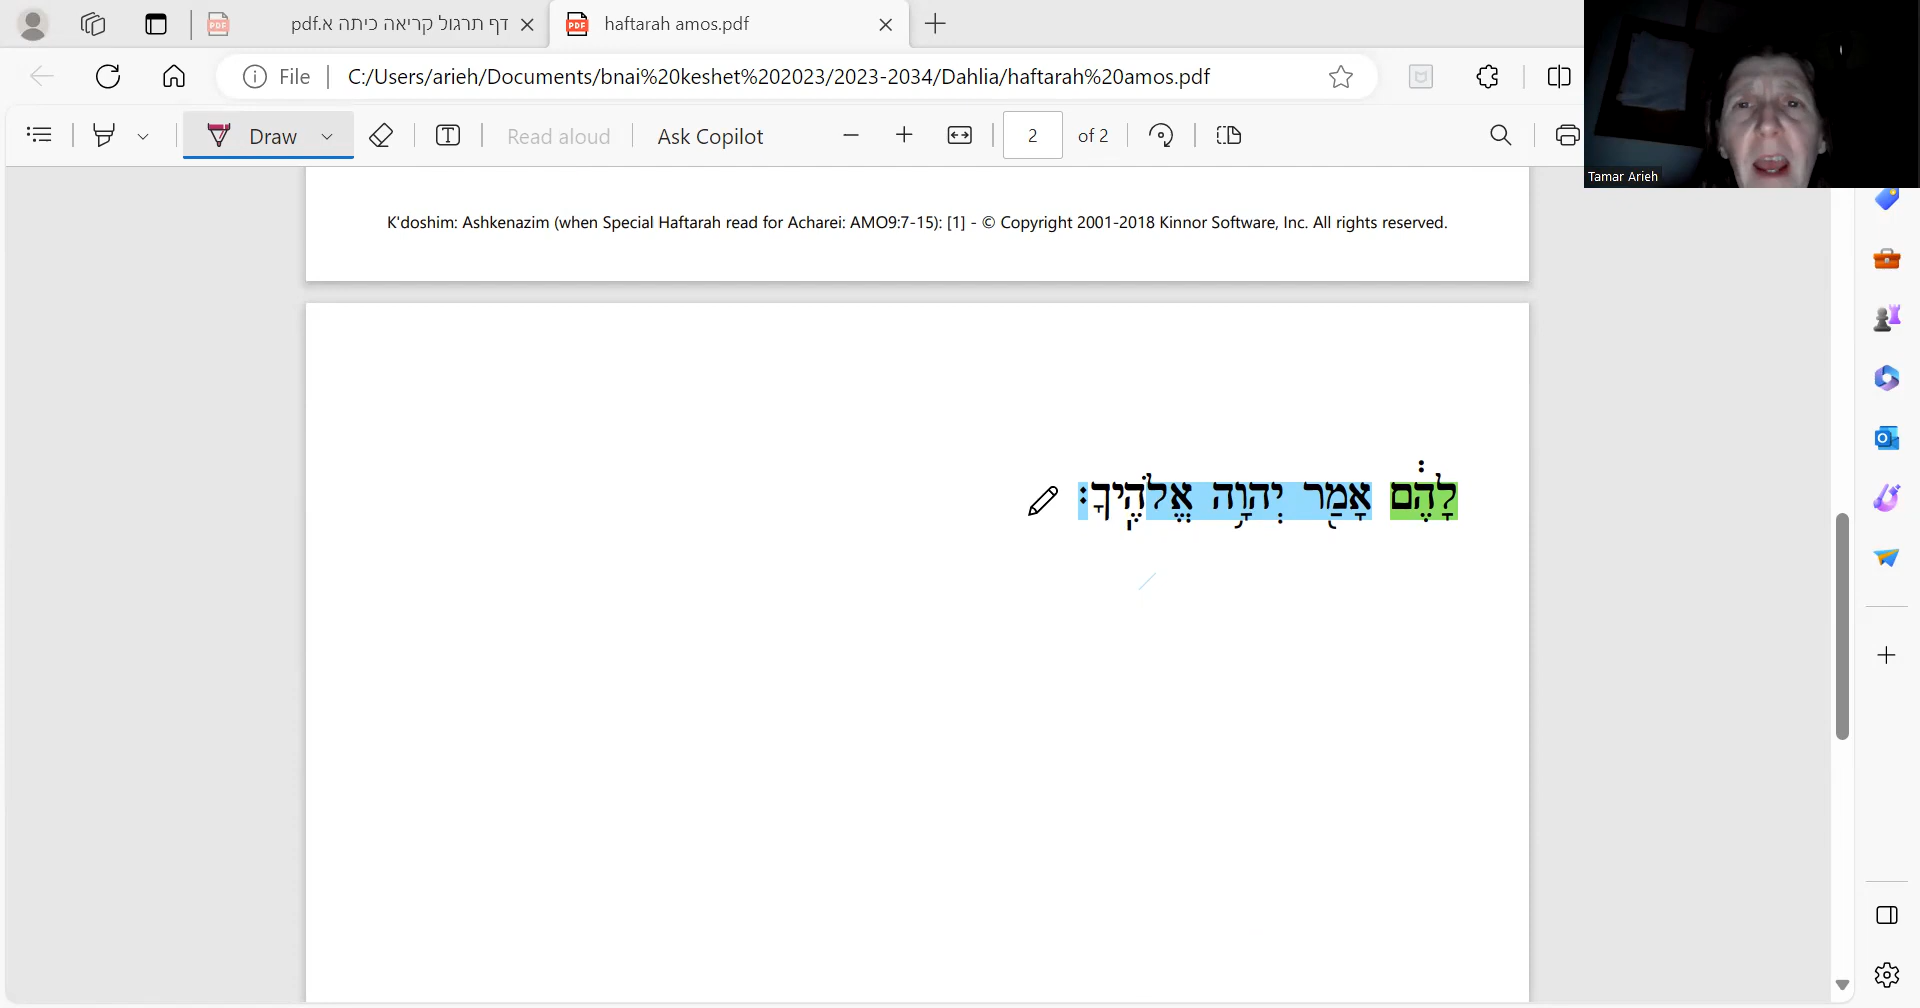 דף תרגול קריאה כיתה א.pdf
haftarah amos.pdf
File
C:/Users/arieh/Documents/bnai%20keshet%202023/2023-2034/Dahlia/haftarah%20amos.pdf
Draw
Read aloud
Ask Copilot
2 of 2
Tamar Arieh
K'doshim: Ashkenazim (when Special Haftarah read for Acharei: AMO9:7-15): [1] - © Copyright 2001-2018 Kinnor Software, Inc. All rights reserved.
לָהֶ֔ם אָמַ֖ר יְהוָ֥ה אֱלֹהֶֽיךָ׃